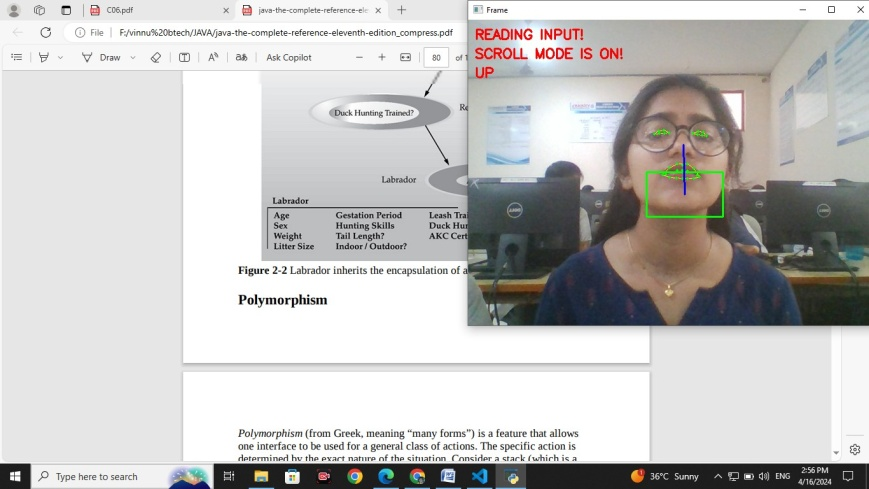 C06.pdf
java-the-complete-reference-ele
File
F:/vinnu%20btech/JAVA/java-the-complete-reference-eleventh-edition_compress.pdf
Draw
Ask Copilot
80 of 1
Duck Hunting Trained?
Re
Labrador
Labrador
Age Gestation Period Leash Trai
Sex Hunting Skills Duck Hun
Weight Tail Length? AKC Cert
Litter Size Indoor / Outdoor?
Figure 2-2 Labrador inherits the encapsulation of a
Polymorphism
Polymorphism (from Greek, meaning “many forms”) is a feature that allows
one interface to be used for a general class of actions. The specific action is
determined by the exact nature of the situation. Consider a stack (which is a
Frame
READING INPUT!
SCROLL MODE IS ON!
UP
DELL
DELL
Type here to search
36°C Sunny
ENG
2:56 PM
4/16/2024